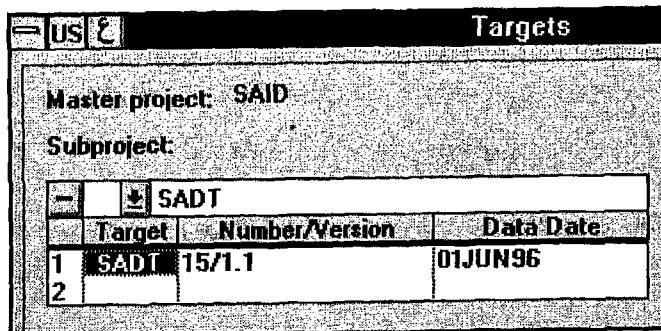 US ع Targets
Master project: SAID
Subproject:
SADT
Target Number/Version Data Date
1 SADT 15/1.1 01JUN96
2